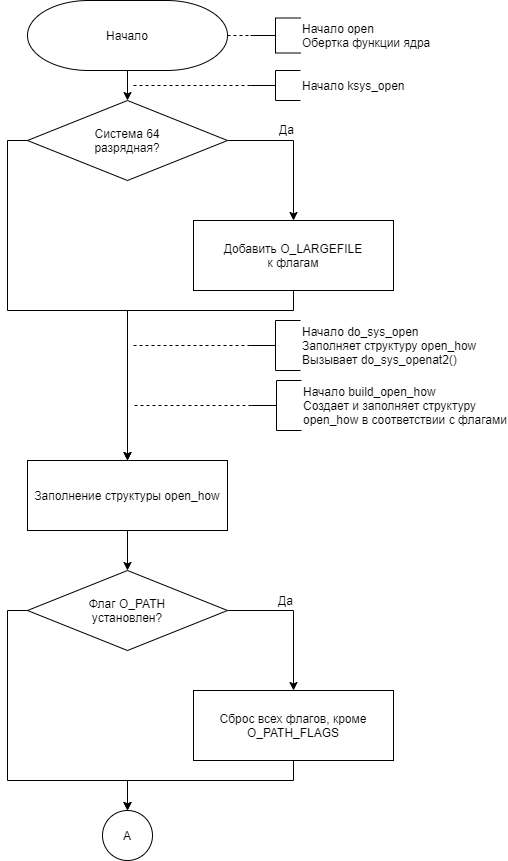 Начало
Начало open
Обертка функции ядра
Начало ksys_open
Система 64
разрядная?
Да
Добавить O_LARGEFILE
к флагам
Начало do_sys_open
Заполняет структуру open_how
Вызывает do_sys_openat2()
Начало build_open_how
Создает и заполняет структуру
open_how в соответствии с флагами
Заполнение структуры open_how
Флаг O_PATH
установлен?
Да
Сброс всех флагов, кроме
O_PATH_FLAGS
A